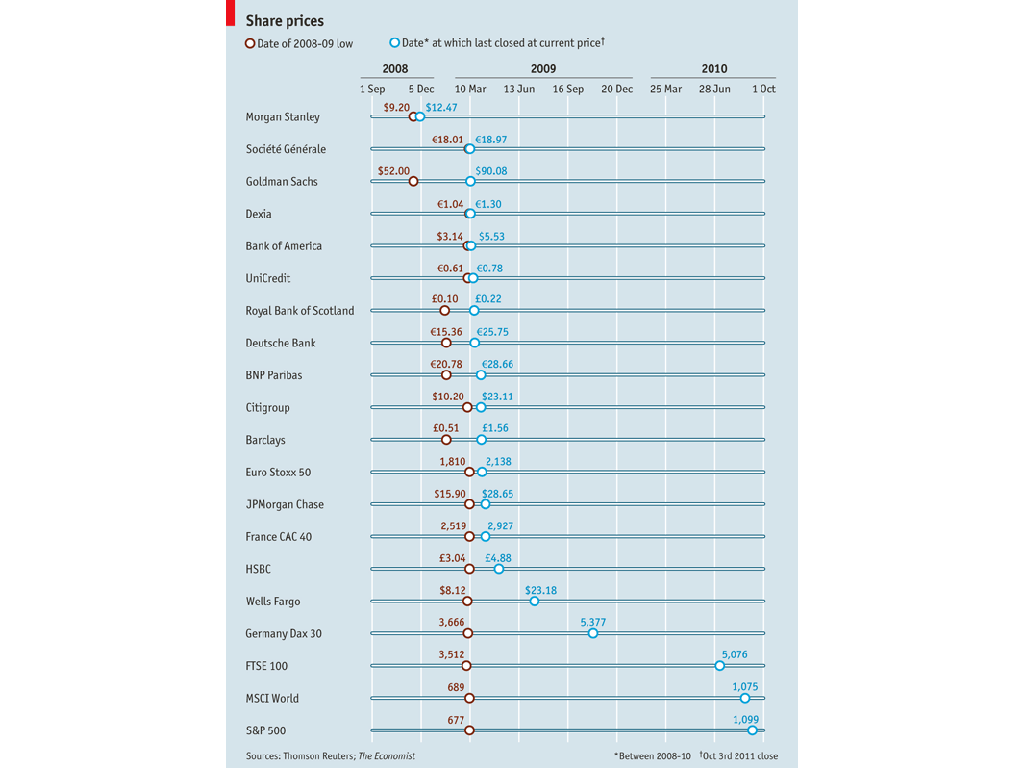 Share prices
Date of 2008-09 low Date* at which last closed at current price†
2008 2009 2010
1 Sep 5 Dec 10 Mar 13 Jun 16 Sep 20 Dec 25 Mar 28 Jun 1 Oct
Morgan Stanley $9.20 $12.47
Société Générale €18.01 €18.97
Goldman Sachs $52.00 $90.08
Dexia €1.04 €1.30
Bank of America $3.14 $5.53
UniCredit €0.61 €0.78
Royal Bank of Scotland £0.10 £0.22
Deutsche Bank €15.36 €25.75
BNP Paribas €20.78 €28.66
Citigroup $10.20 $23.11
Barclays £0.51 £1.56
Euro Stoxx 50 1,810 2,138
JPMorgan Chase $15.90 $28.65
France CAC 40 2,519 2,927
HSBC £3.04 £4.88
Wells Fargo $8.12 $23.18
Germany Dax 30 3,666 5,377
FTSE 100 3,512 5,076
MSCI World 689 1,075
S&P 500 677 1,099
Sources: Thomson Reuters; The Economist *Between 2008-10 †Oct 3rd 2011 close